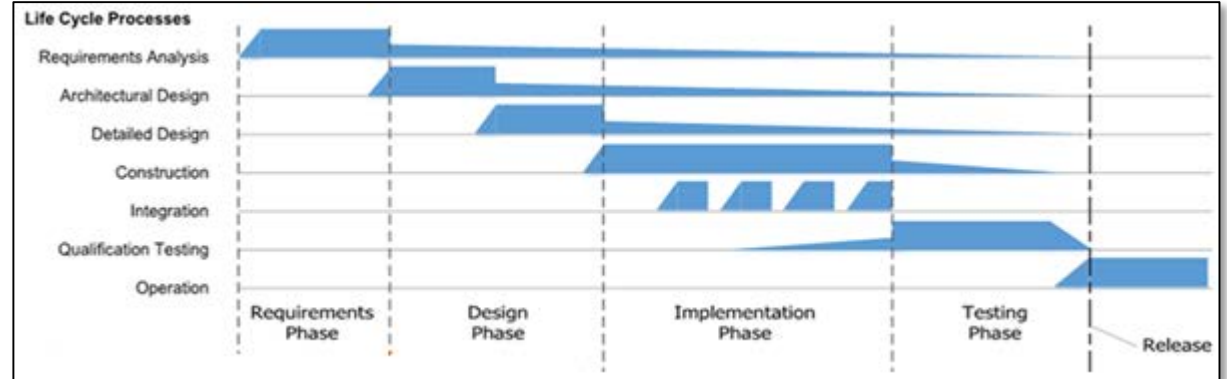 Life Cycle Processes
Requirements Analysis
Architectural Design
Detailed Design
Construction
Integration
Qualification Testing
Operation
Requirements
Phase
Design
Phase
Implementation
Phase
Testing
Phase
Release